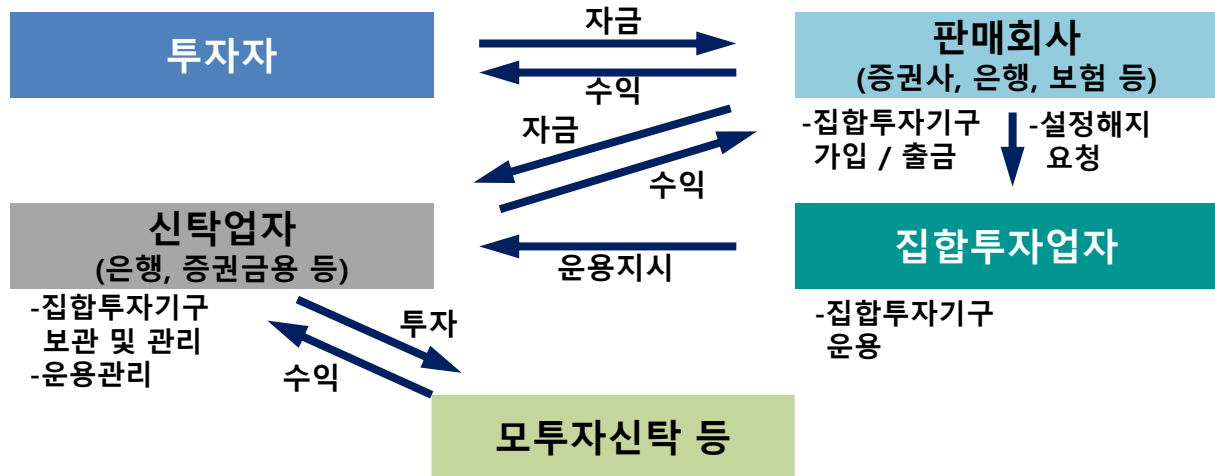 투자자
자금
수익
판매회사
(증권사, 은행, 보험 등)
자금
수익
-집합투자기구
가입 / 출금
-설정해지
요청
신탁업자
(은행, 증권금용 등)
운용지시
집합투자업자
-집합투자기구
보관 및 관리
-운용관리
투자
수익
-집합투자기구
운용
모투자신탁 등